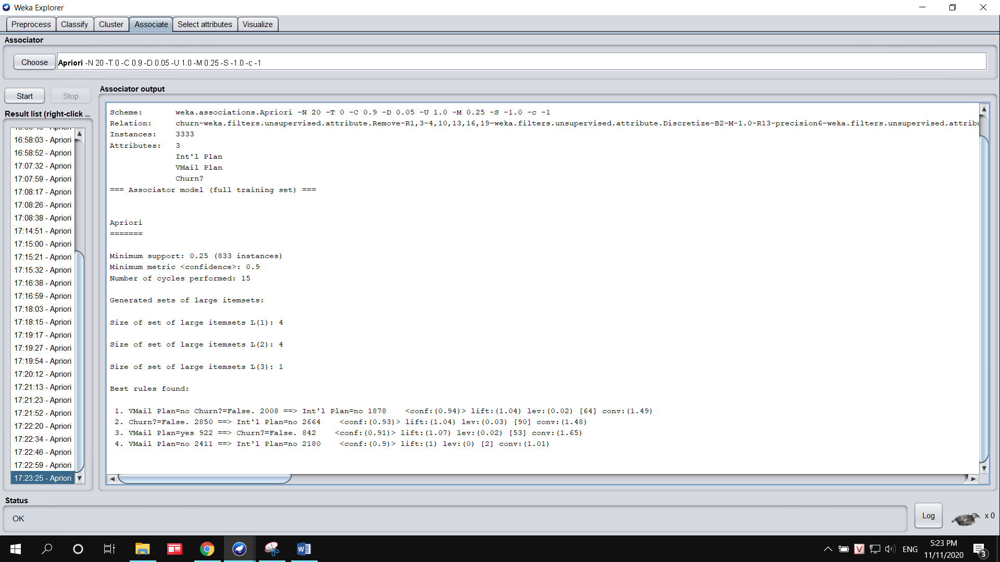 Weka Explorer
Preprocess Classify Cluster Associate Select attributes Visualize
Associator
Choose Apriori -N 20 -T 0 -C 0.9 -D 0.05 -U 1.0 -M 0.25 -S -1.0 -c -1
Start Stop
Result list (right-click ...
16:58:03 - Apriori
16:58:52 - Apriori
17:07:32 - Apriori
17:07:59 - Apriori
17:08:17 - Apriori
17:08:26 - Apriori
17:08:38 - Apriori
17:14:51 - Apriori
17:15:00 - Apriori
17:15:21 - Apriori
17:15:32 - Apriori
17:16:38 - Apriori
17:16:59 - Apriori
17:18:03 - Apriori
17:18:15 - Apriori
17:19:17 - Apriori
17:19:27 - Apriori
17:19:54 - Apriori
17:20:12 - Apriori
17:21:13 - Apriori
17:21:23 - Apriori
17:21:52 - Apriori
17:22:20 - Apriori
17:22:34 - Apriori
17:22:46 - Apriori
17:22:59 - Apriori
17:23:25 - Apriori
Associator output
Scheme: weka.associations.Apriori -N 20 -T 0 -C 0.9 -D 0.05 -U 1.0 -M 0.25 -S -1.0 -c -1
Relation: churn-weka.filters.unsupervised.attribute.Remove-R1,3-4,10,13,16,19-weka.filters.unsupervised.attribute.Discretize-B2-M-1.0-R13-precision6-weka.filters.unsupervised.attribu
Instances: 3333
Attributes: 3
Int'l Plan
VMail Plan
Churn?
=== Associator model (full training set) ===
Apriori
=======
Minimum support: 0.25 (833 instances)
Minimum metric <confidence>: 0.9
Number of cycles performed: 15
Generated sets of large itemsets:
Size of set of large itemsets L(1): 4
Size of set of large itemsets L(2): 4
Size of set of large itemsets L(3): 1
Best rules found:
1. VMail Plan=no Churn?=False. 2008 ==> Int'l Plan=no 1878 <conf:(0.94)> lift:(1.04) lev:(0.02) [64] conv:(1.49)
2. Churn?=False. 2850 ==> Int'l Plan=no 2664 <conf:(0.93)> lift:(1.04) lev:(0.03) [90] conv:(1.48)
3. VMail Plan=yes 922 ==> Churn?=False. 842 <conf:(0.91)> lift:(1.07) lev:(0.02) [53] conv:(1.65)
4. VMail Plan=no 2411 ==> Int'l Plan=no 2180 <conf:(0.9)> lift:(1) lev:(0) [2] conv:(1.01)
Status
OK
Log
x 0
ENG
5:23 PM
11/11/2020
3